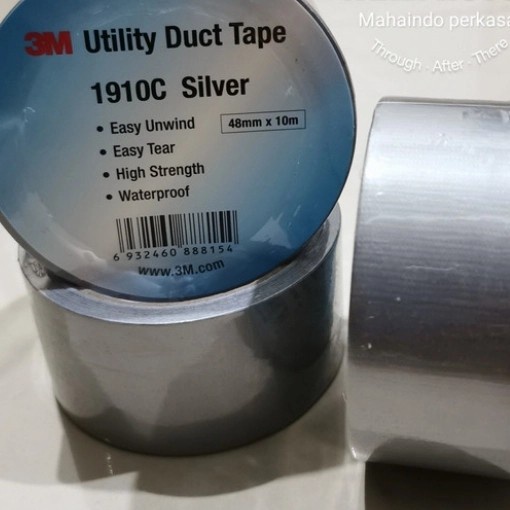 Mahaindo perkasa
Through - After - There
3M Utility Duct Tape
1910C Silver
• Easy Unwind
48mm x 10m
• Easy Tear
• High Strength
• Waterproof
6 932460 888154
www.3M.com